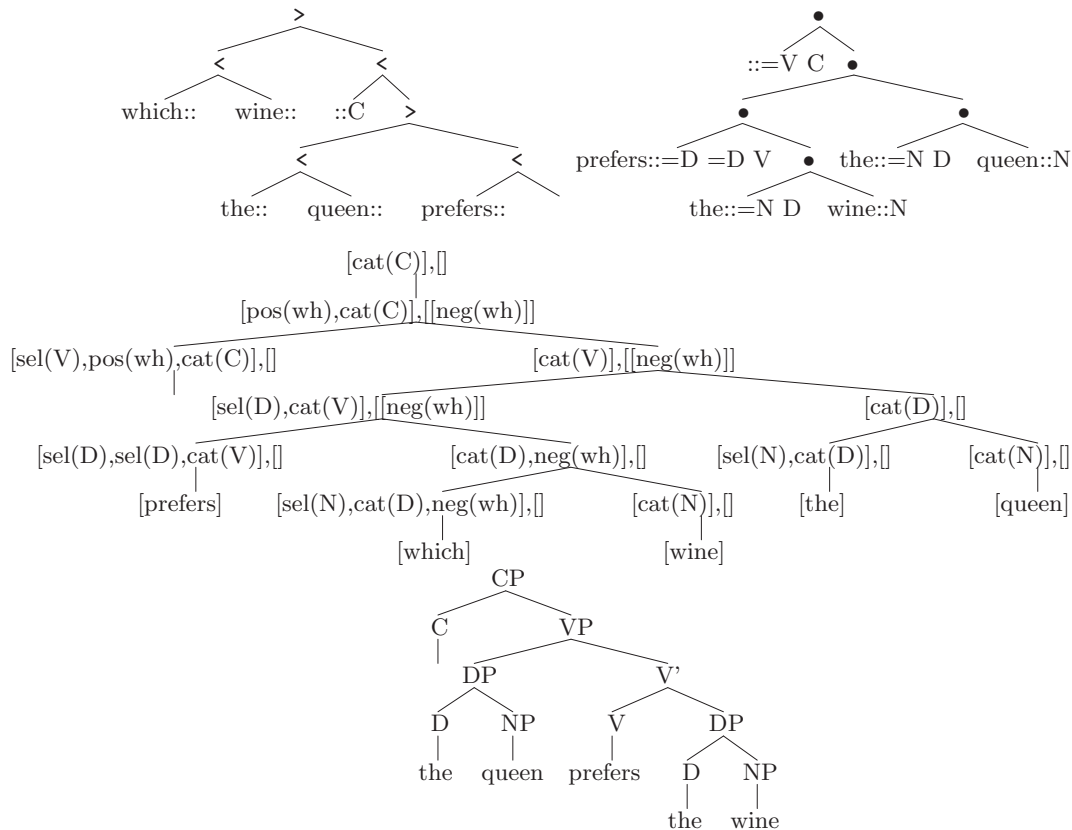 > •
< < ::=V C •
which:: wine:: ::C > • •
< < prefers::=D =D V • the::=N D queen::N
the:: queen:: prefers:: the::=N D wine::N
[cat(C)],[]
[pos(wh),cat(C)],[[neg(wh)]]
[sel(V),pos(wh),cat(C)],[] [cat(V)],[[neg(wh)]]
[sel(D),cat(V)],[[neg(wh)]] [cat(D)],[]
[sel(D),sel(D),cat(V)],[] [cat(D),neg(wh)],[] [sel(N),cat(D)],[] [cat(N)],[]
[prefers] [sel(N),cat(D),neg(wh)],[] [cat(N)],[] [the] [queen]
[which] [wine]
CP
C VP
DP V'
D NP V DP
the queen prefers D NP
the wine